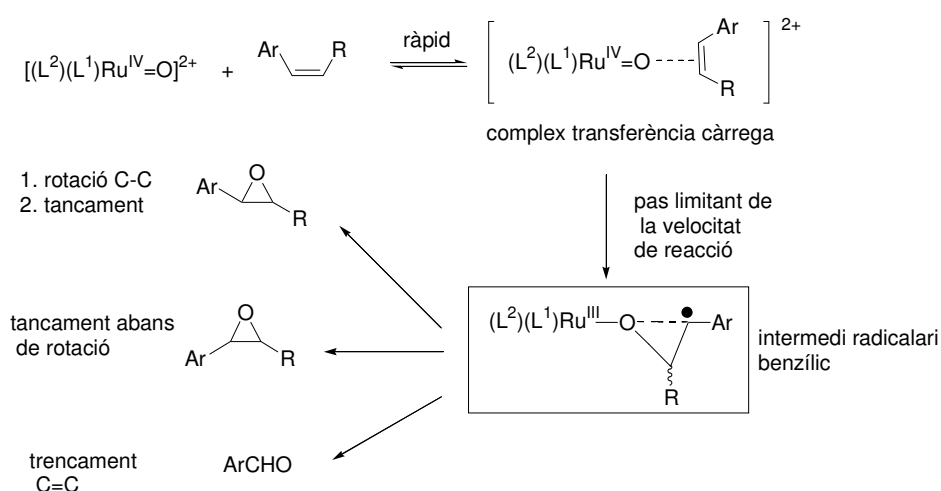 [(L²)(L¹)Ruᴵⱽ=O]²⁺ + Ar R ràpid (L²)(L¹)Ruᴵⱽ=O Ar R 2+
complex transferència càrrega
1. rotació C-C
2. tancament
Ar O R
pas limitant de
la velocitat
de reacció
tancament abans
de rotació
Ar O R
(L²)(L¹)Ruᴵᴵᴵ—O Ar R
intermedi radicalari
benzílic
trencament
C=C
ArCHO